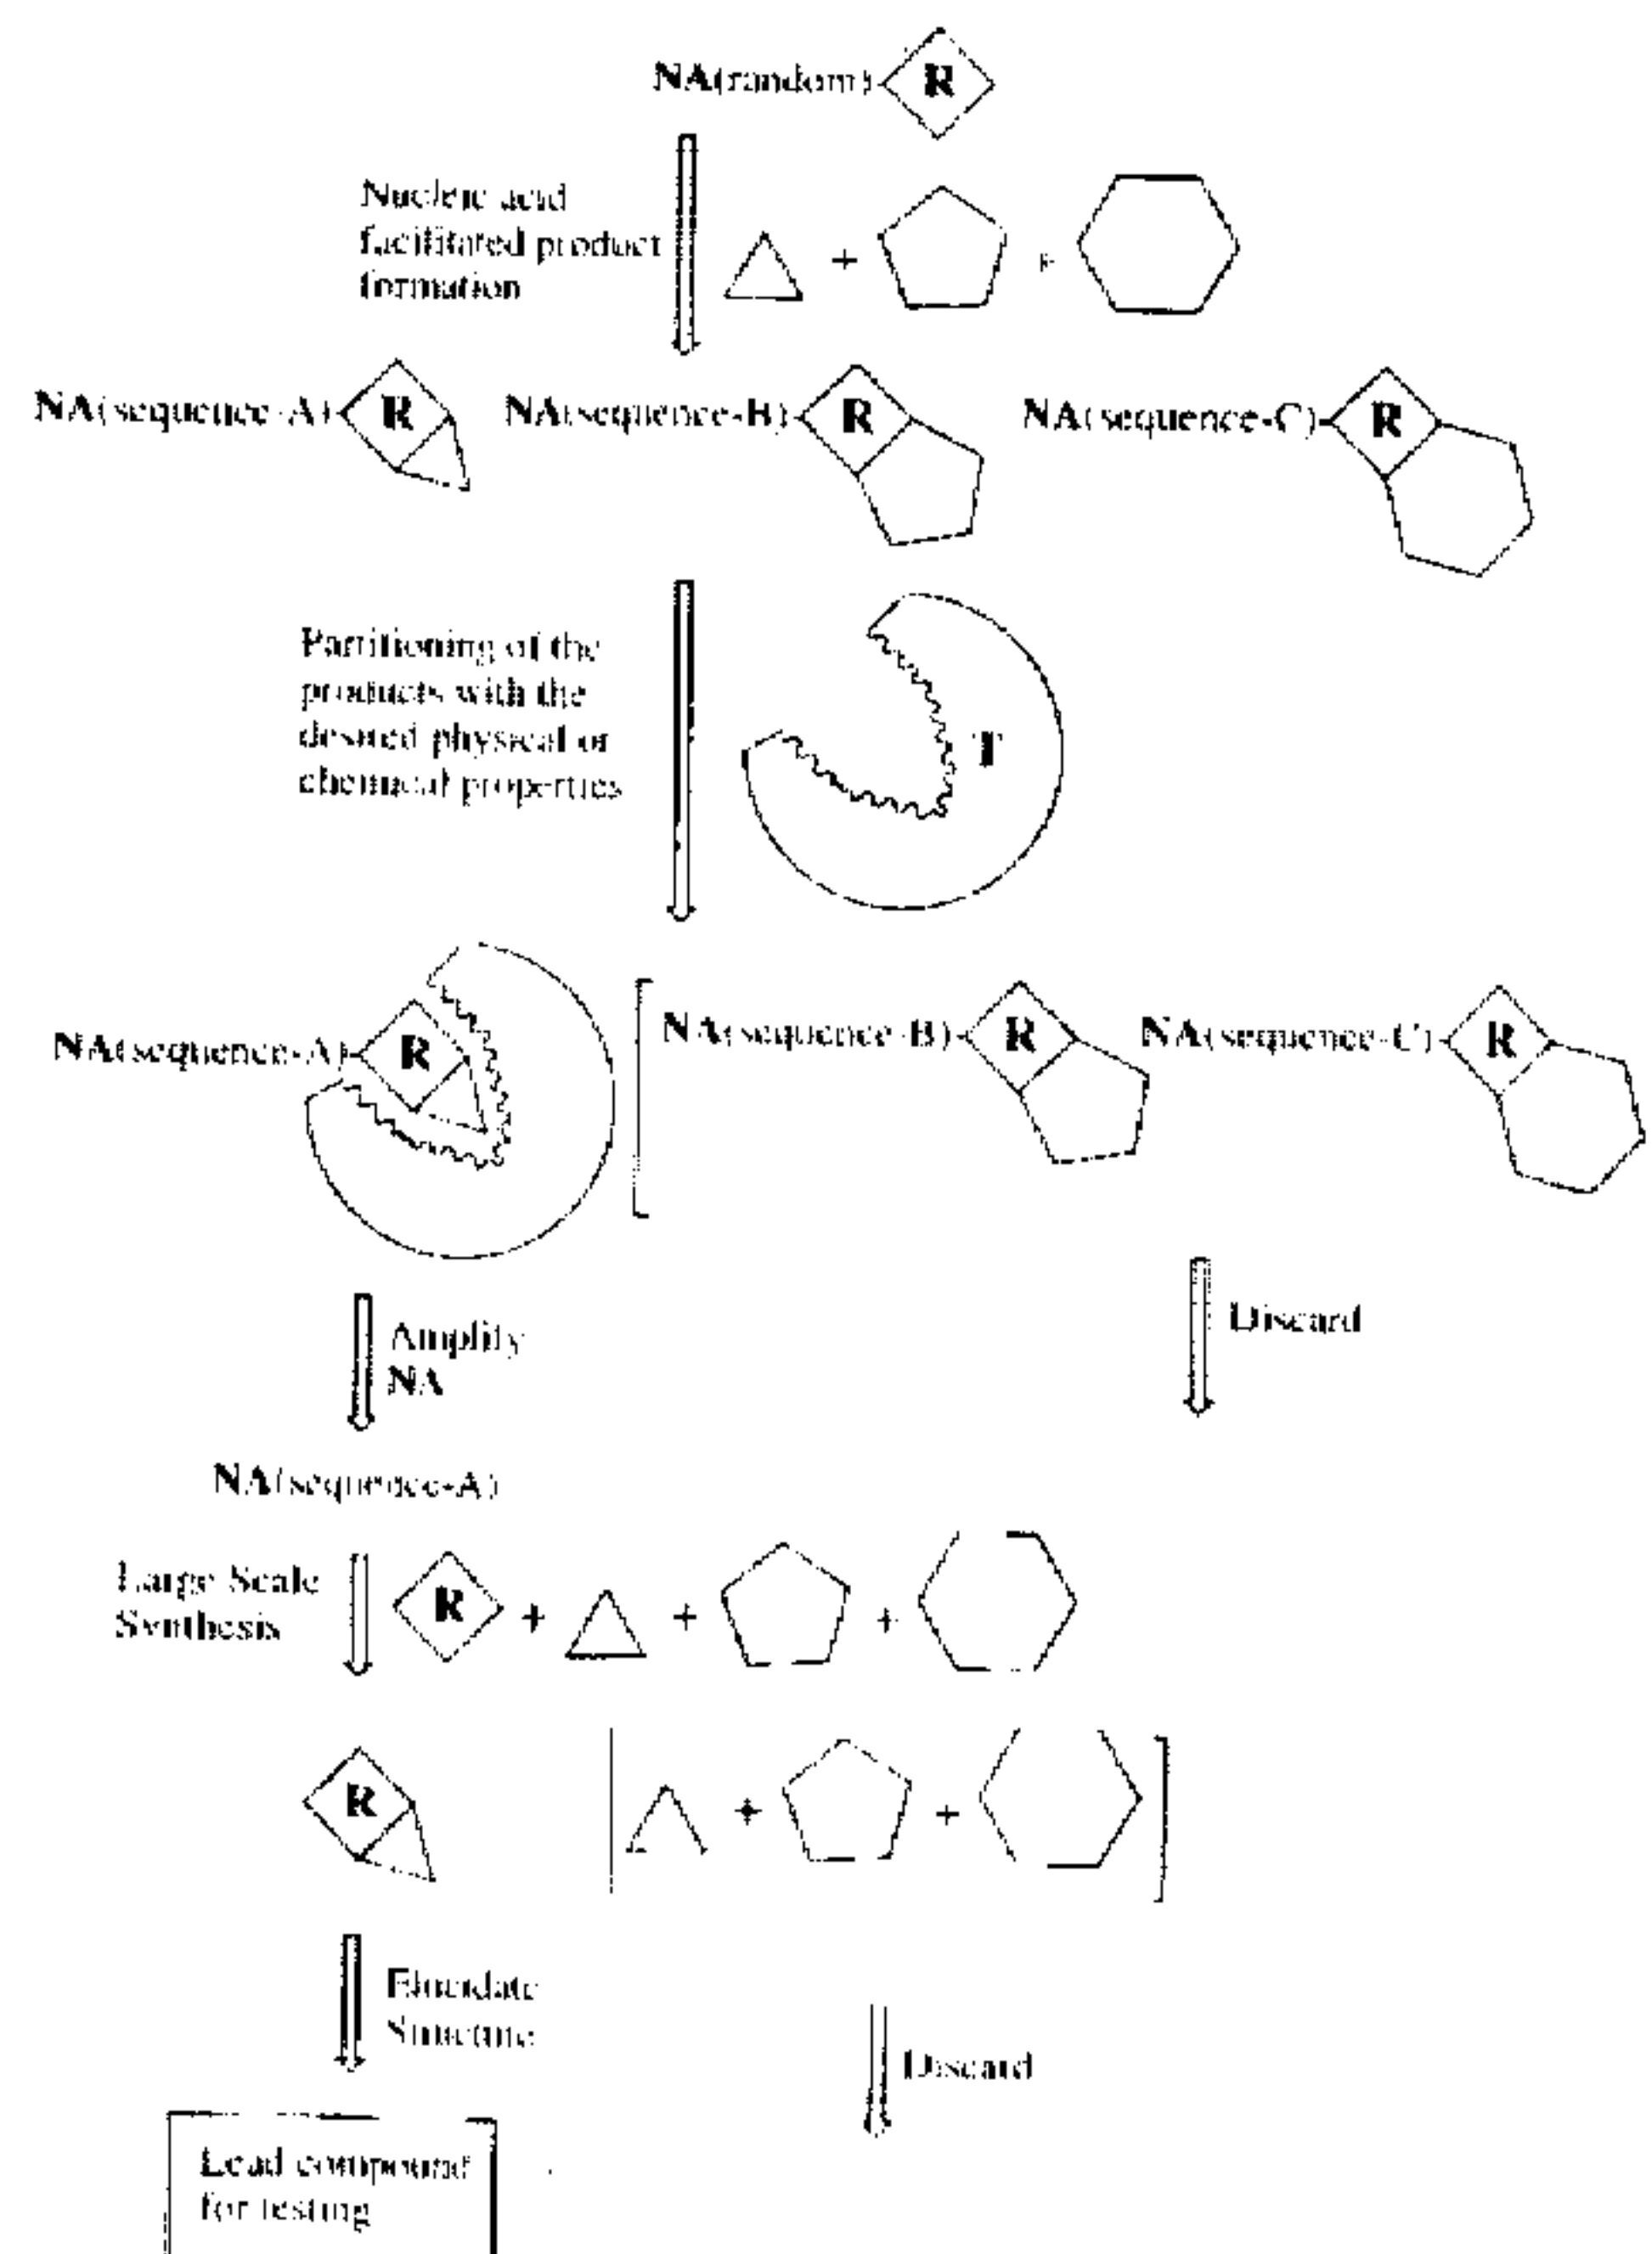 NA(random) R
Nucleic acid
facilitated product
formation
+ +
NA(sequence-A) R NA(sequence-B) R NA(sequence-C) R
Partitioning of the
products with the
desired physical or
chemical properties
T
NA(sequence-A) R NA(sequence-B) R NA(sequence-C) R
Amplify
NA
Discard
NA(sequence-A)
Large Scale
Synthesis
R + + +
R + +
Elucidate
Structure
Discard
Lead compound
for testing